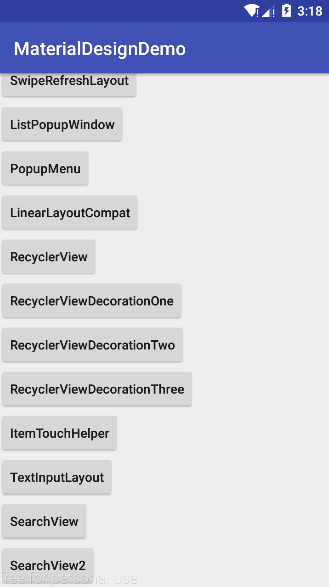 3:18
MaterialDesignDemo
SwipeRefreshLayout
ListPopupWindow
PopupMenu
LinearLayoutCompat
RecyclerView
RecyclerViewDecorationOne
RecyclerViewDecorationTwo
RecyclerViewDecorationThree
ItemTouchHelper
TextInputLayout
SearchView
SearchView2
free for personal use